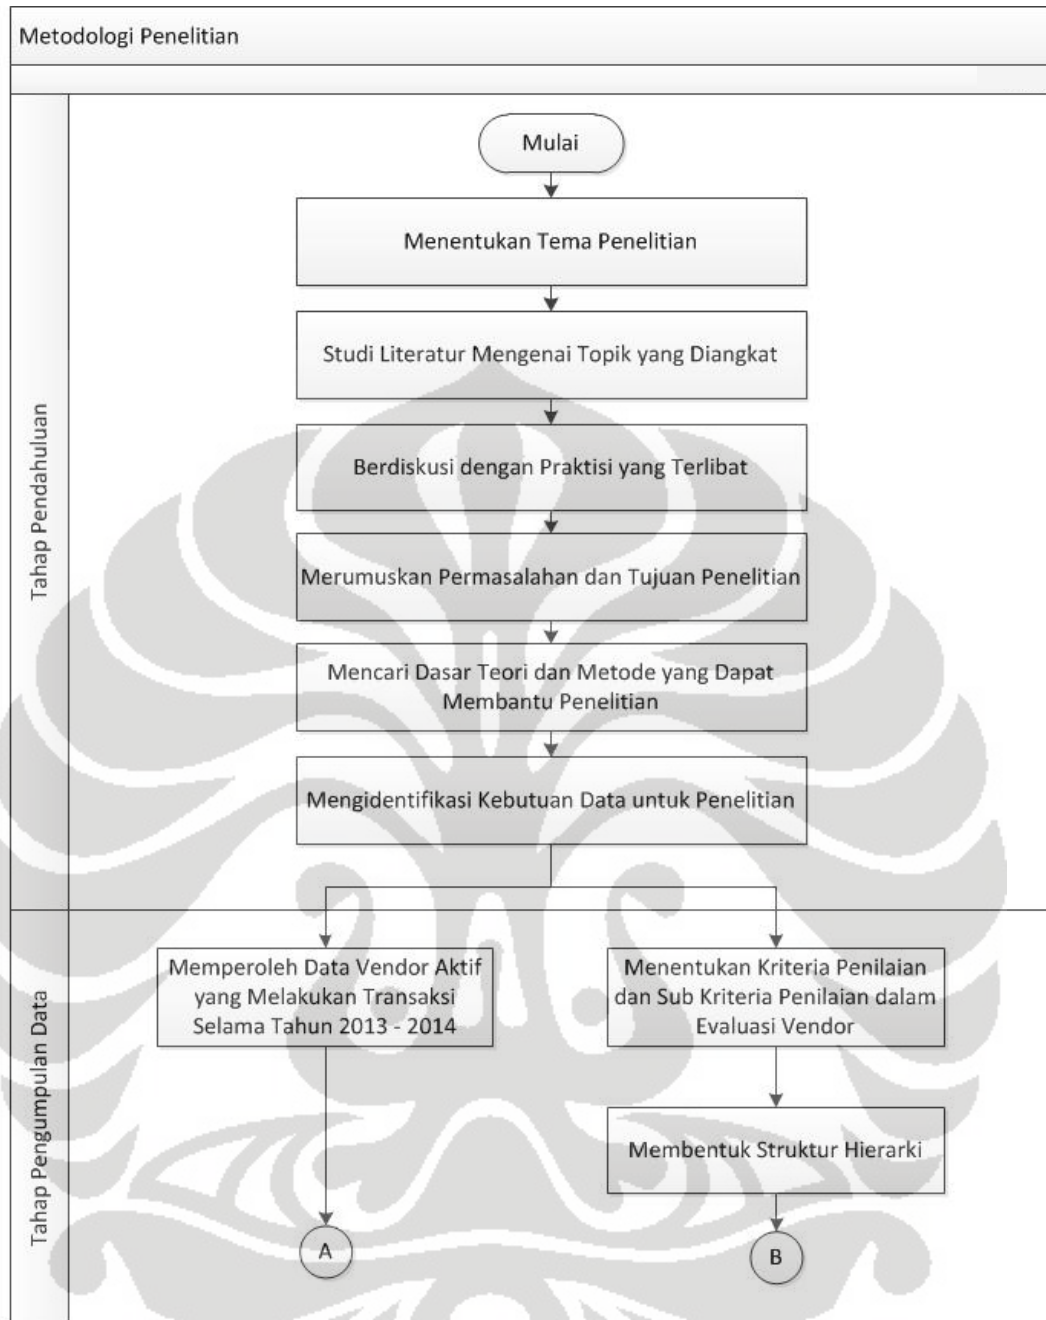 Metodologi Penelitian
Tahap Pendahuluan
Mulai
Menentukan Tema Penelitian
Studi Literatur Mengenai Topik yang Diangkat
Berdiskusi dengan Praktisi yang Terlibat
Merumuskan Permasalahan dan Tujuan Penelitian
Mencari Dasar Teori dan Metode yang Dapat
Membantu Penelitian
Mengidentifikasi Kebutuan Data untuk Penelitian
Tahap Pengumpulan Data
Memperoleh Data Vendor Aktif
yang Melakukan Transaksi
Selama Tahun 2013 - 2014
A
Menentukan Kriteria Penilaian
dan Sub Kriteria Penilaian dalam
Evaluasi Vendor
Membentuk Struktur Hierarki
B